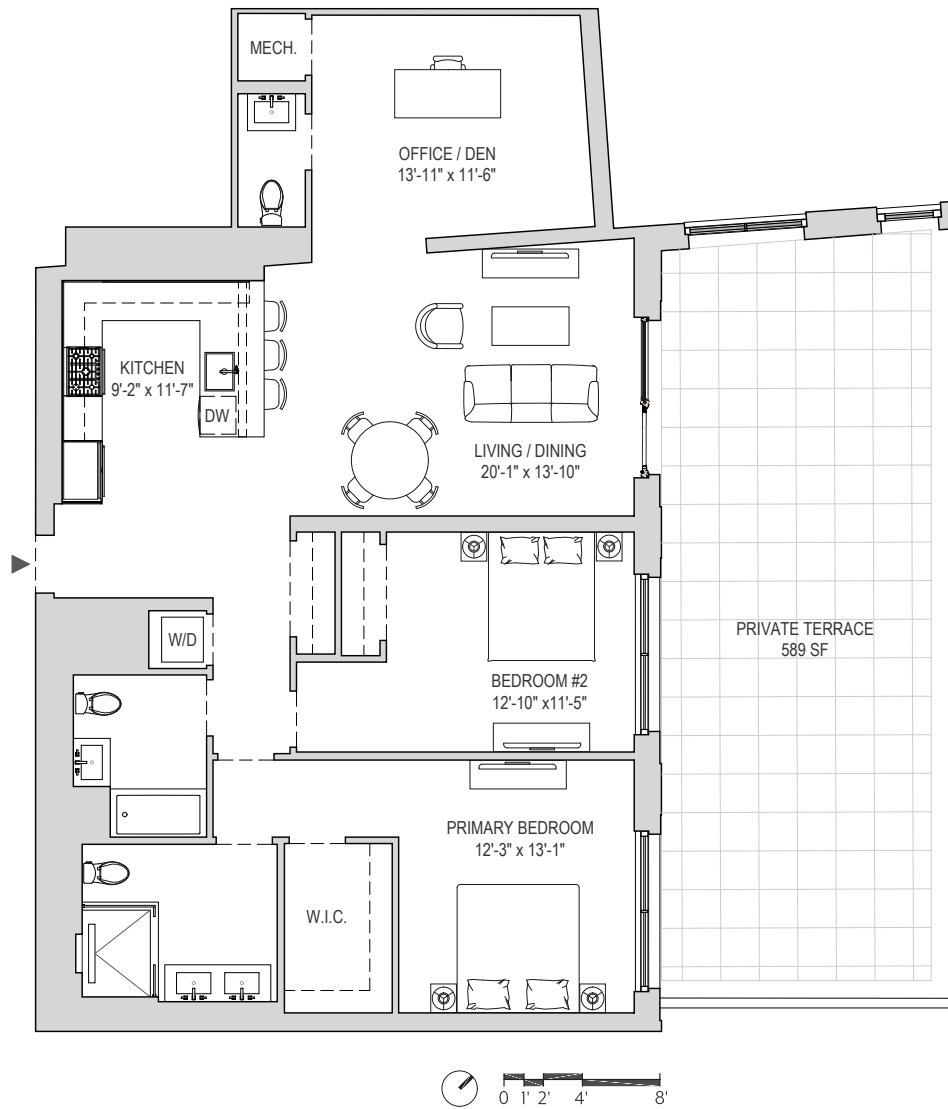 MECH.
OFFICE / DEN
13'-11" x 11'-6"
KITCHEN
9'-2" x 11'-7"
DW
LIVING / DINING
20'-1" x 13'-10"
W/D
BEDROOM #2
12'-10" x11'-5"
PRIVATE TERRACE
589 SF
PRIMARY BEDROOM
12'-3" x 13'-1"
W.I.C.
0 1' 2' 4' 8'